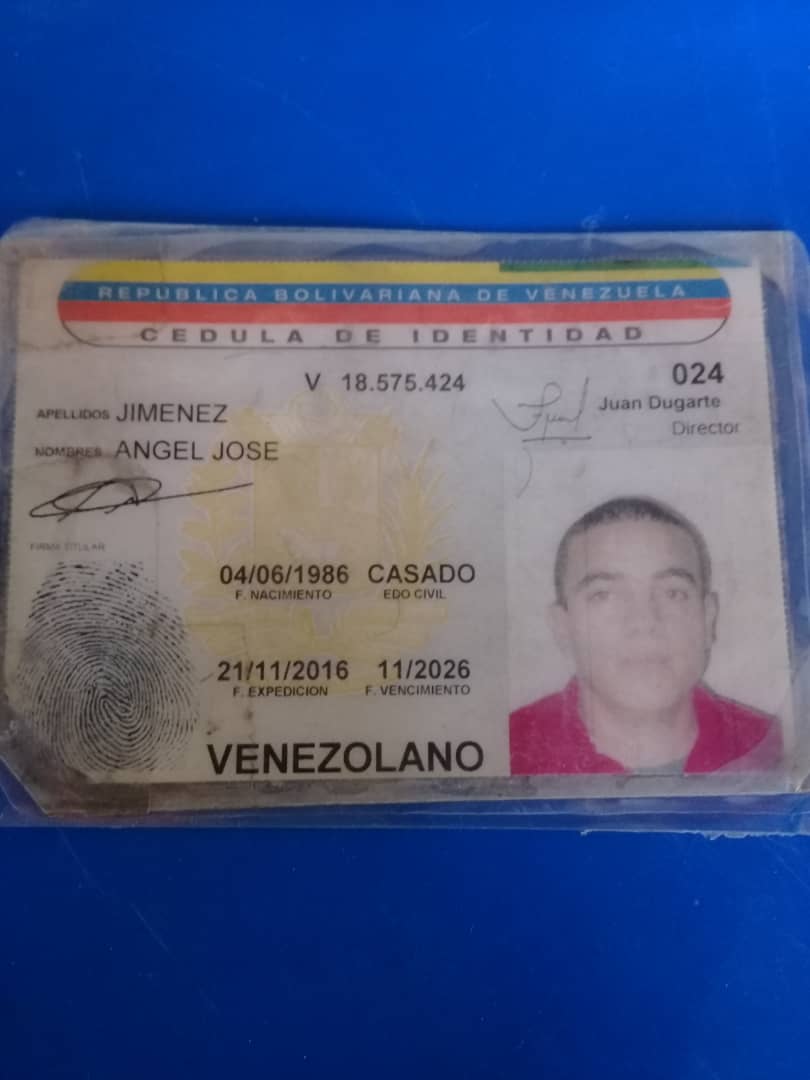 REPUBLICA BOLIVARIANA DE VENEZUELA
CEDULA DE IDENTIDAD
V 18.575.424
024
APELLIDOS JIMENEZ
Juan Dugarte
Director
NOMBRES ANGEL JOSE
FIRMA TITULAR
04/06/1986 CASADO
F. NACIMIENTO EDO CIVIL
21/11/2016 11/2026
F. EXPEDICION F. VENCIMIENTO
VENEZOLANO